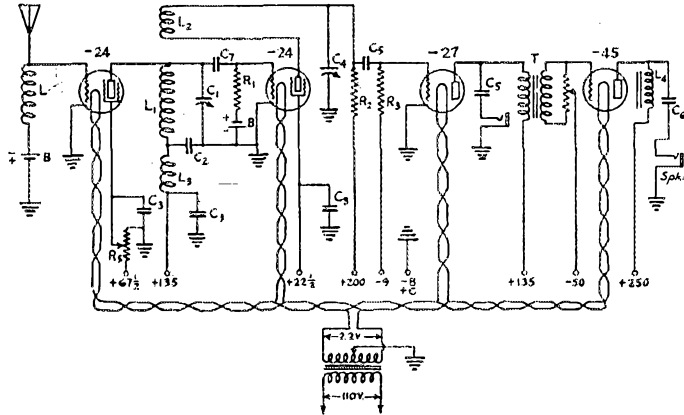 L₂
-24
C₇
-24
C₄
C₅
-27
T
-45
L
L₁
C₁
R₁
R₂
R₃
C₅
L₄
C₆
- + B
C₂
- + B
L₃
C₃
C₃
C₃
R₅
Spkr
+67½
+135
+22½
+200
-9
-B +C
+135
-50
+250
2.2V
110V.